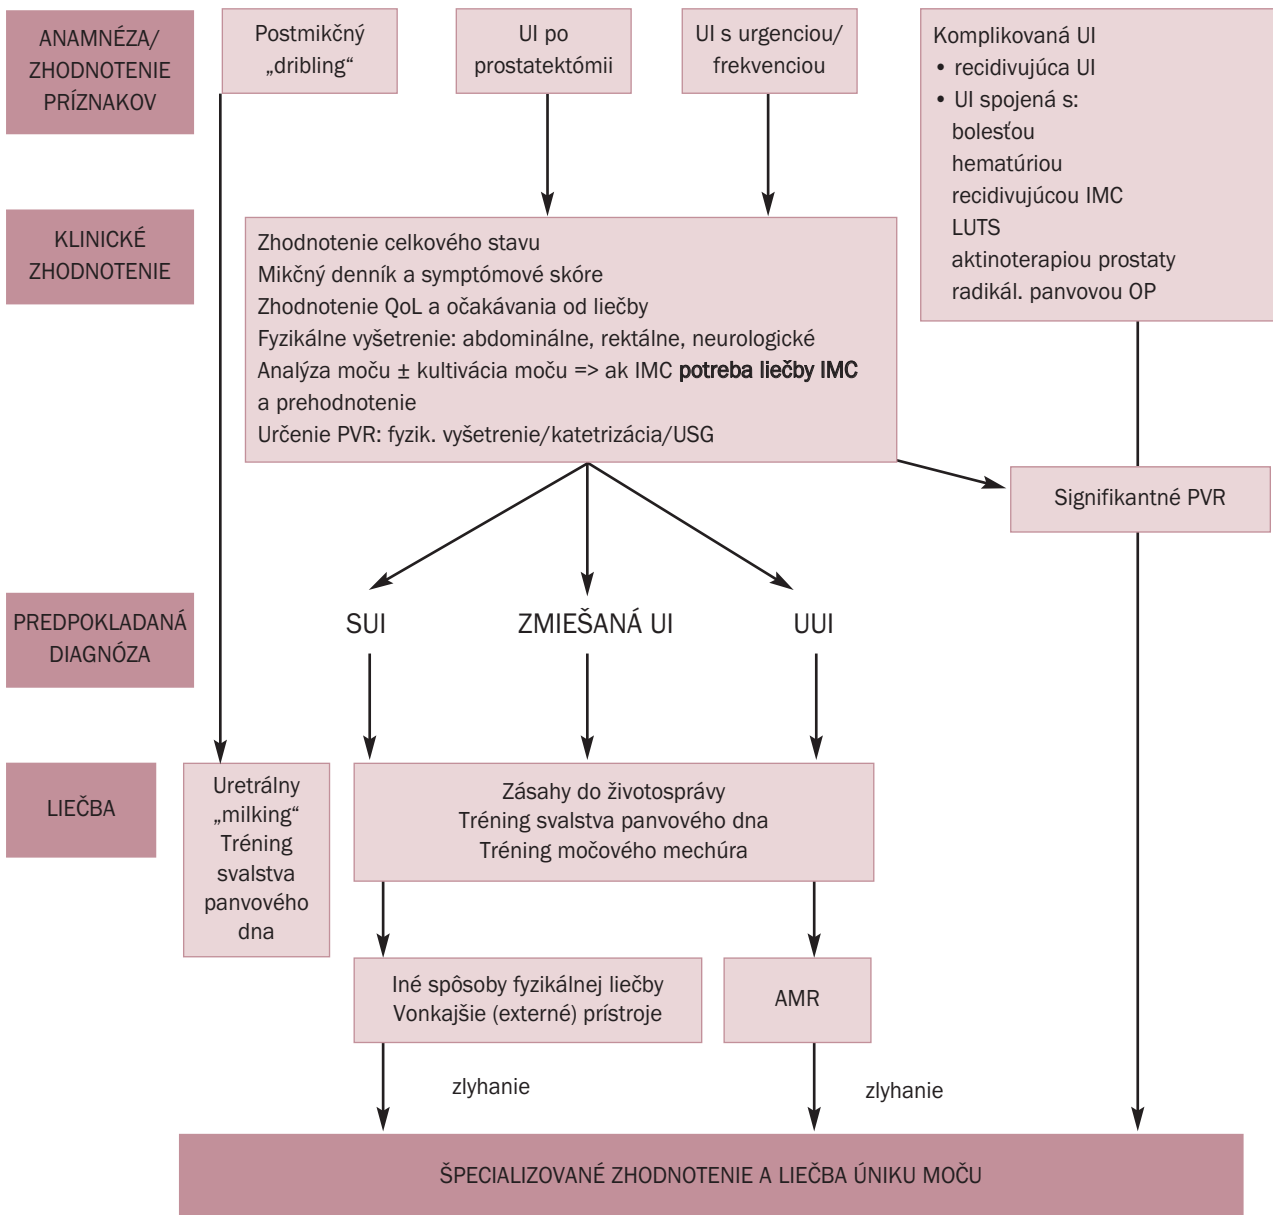 ANAMNÉZA/
ZHODNOTENIE
PRÍZNAKOV
Postmikčný
„dribling“
UI po
prostatektómii
UI s urgenciou/
frekvenciou
Komplikovaná UI
• recidivujúca UI
• UI spojená s:
bolesťou
hematúriou
recidivujúcou IMC
LUTS
aktinoterapiou prostaty
radikál. panvovou OP
KLINICKÉ
ZHODNOTENIE
Zhodnotenie celkového stavu
Mikčný denník a symptómové skóre
Zhodnotenie QoL a očakávania od liečby
Fyzikálne vyšetrenie: abdominálne, rektálne, neurologické
Analýza moču ± kultivácia moču => ak IMC potreba liečby IMC
a prehodnotenie
Určenie PVR: fyzik. vyšetrenie/katetrizácia/USG
Signifikantné PVR
PREDPOKLADANÁ
DIAGNÓZA
SUI
ZMIEŠANÁ UI
UUI
LIEČBA
Uretrálny
„milking“
Tréning
svalstva
panvového
dna
Zásahy do životosprávy
Tréning svalstva panvového dna
Tréning močového mechúra
Iné spôsoby fyzikálnej liečby
Vonkajšie (externé) prístroje
AMR
zlyhanie
zlyhanie
ŠPECIALIZOVANÉ ZHODNOTENIE A LIEČBA ÚNIKU MOČU